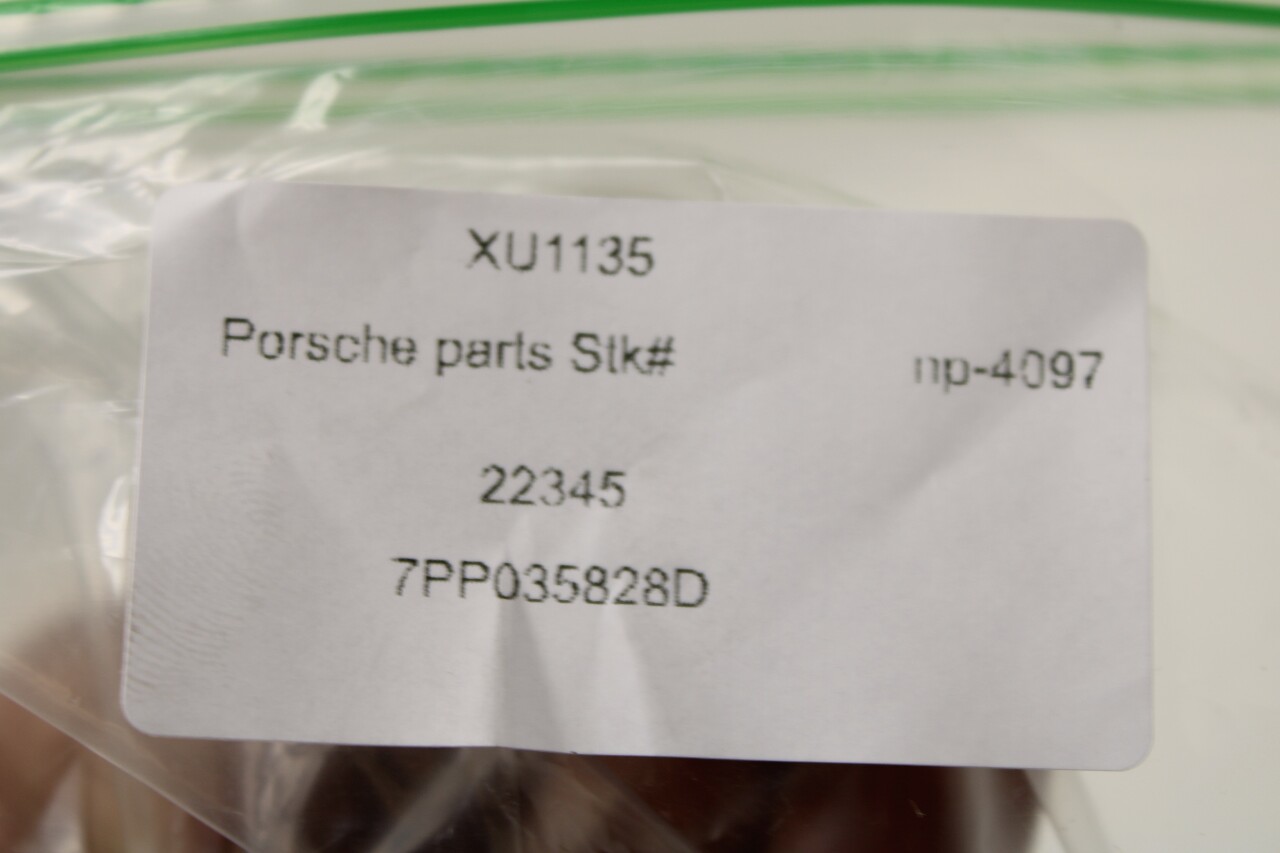 XU1135
Porsche parts Stk# np-4097
22345
7PP035828D